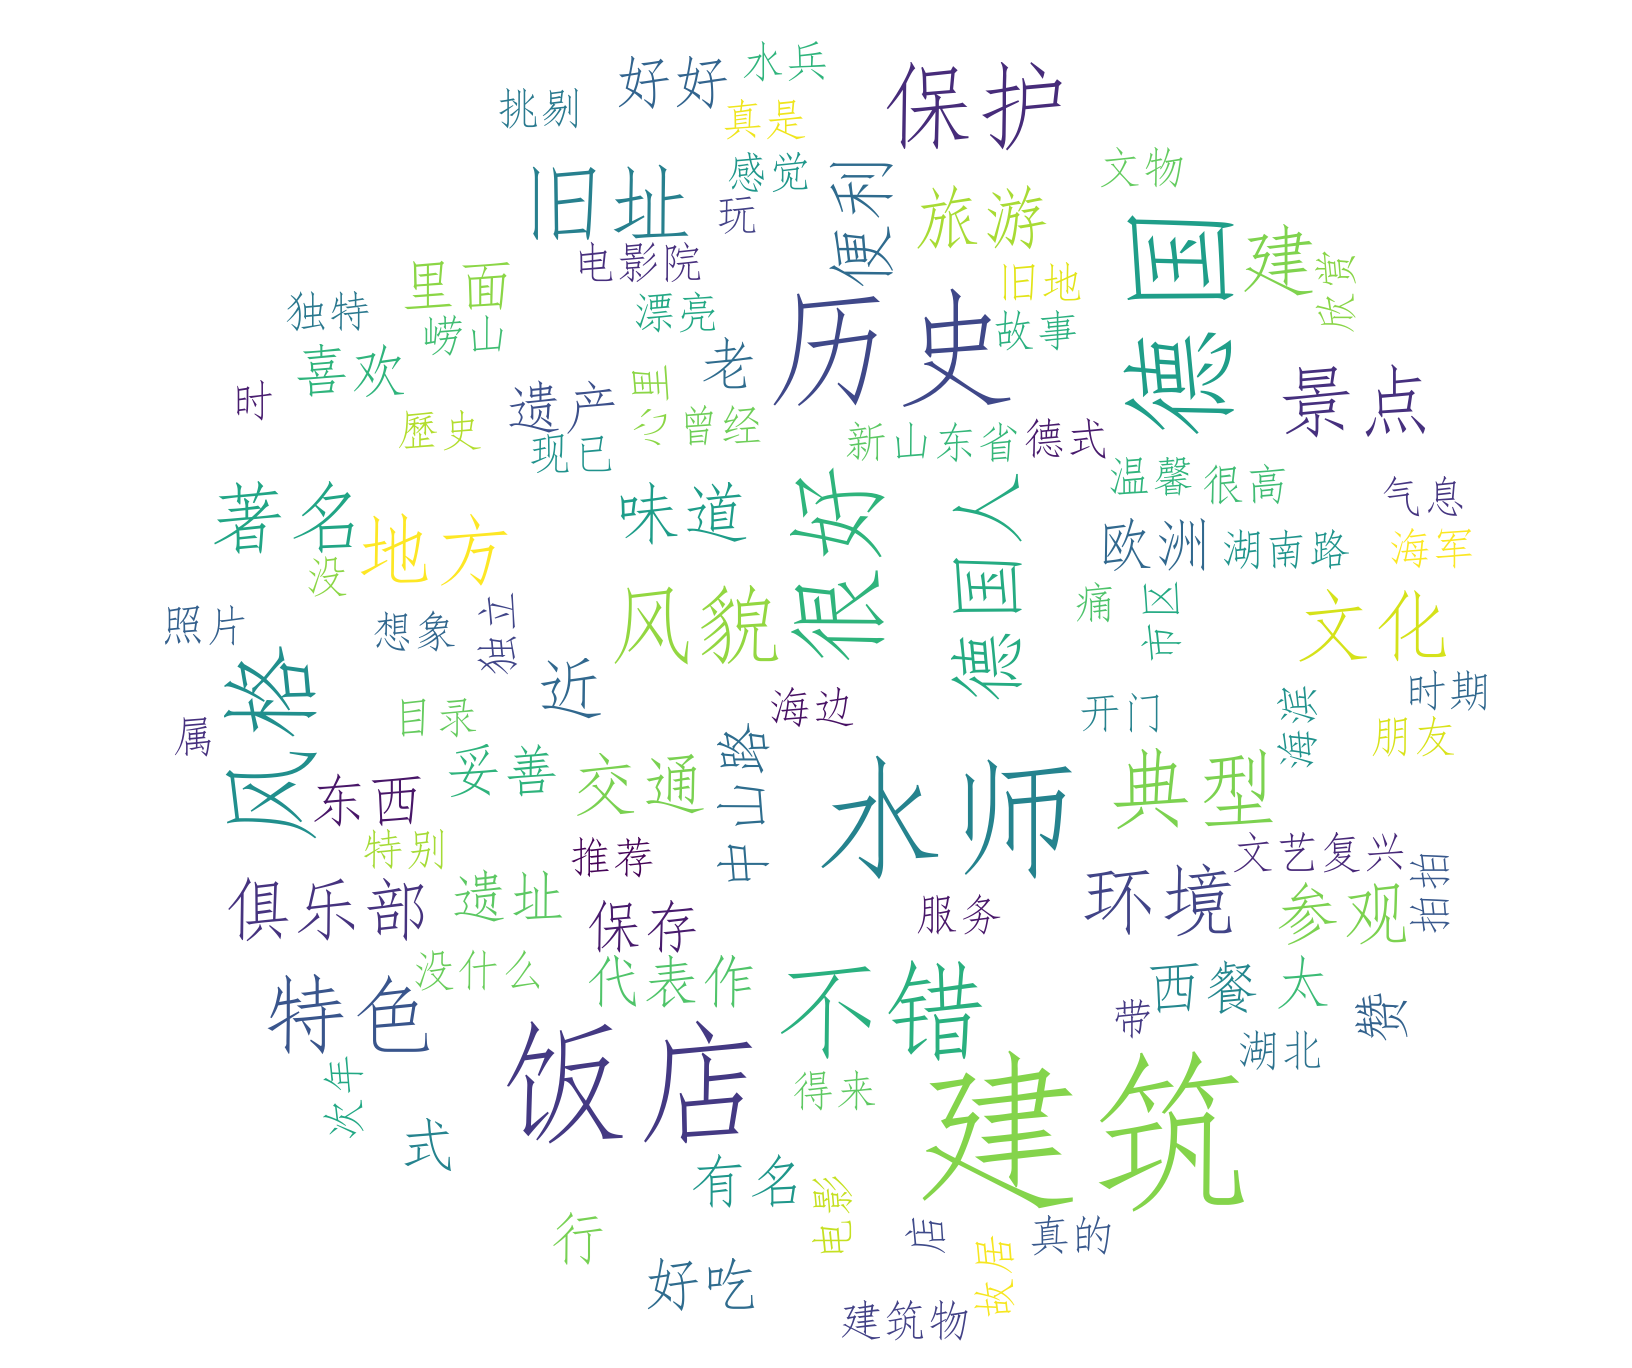 水兵
好好
保护
挑剔
真是
文物
感觉
旧址
便利
旅游
玩
德国
建
电影院
欣赏
里面
旧地
独特
漂亮
历史
故事
崂山
喜欢
老
心里
景点
时
遗产
歷史
曾经
新山东省
德式
现已
温馨
很高
气息
著名
地方
味道
很好
德国人
欧洲
湖南路
海军
没
风貌
痛
市区
文化
照片
想象
独立
风格
近
海边
时期
属
目录
开门
海滨
朋友
妥善
交通
中山路
水师
典型
东西
特别
推荐
文艺复兴
拍拍
俱乐部
遗址
保存
服务
环境
参观
特色
没什么
代表作
不错
西餐
太
带
赞
饭店
湖北
次年
得来
建筑
式
有名
电影
行
店
真的
故居
好吃
建筑物